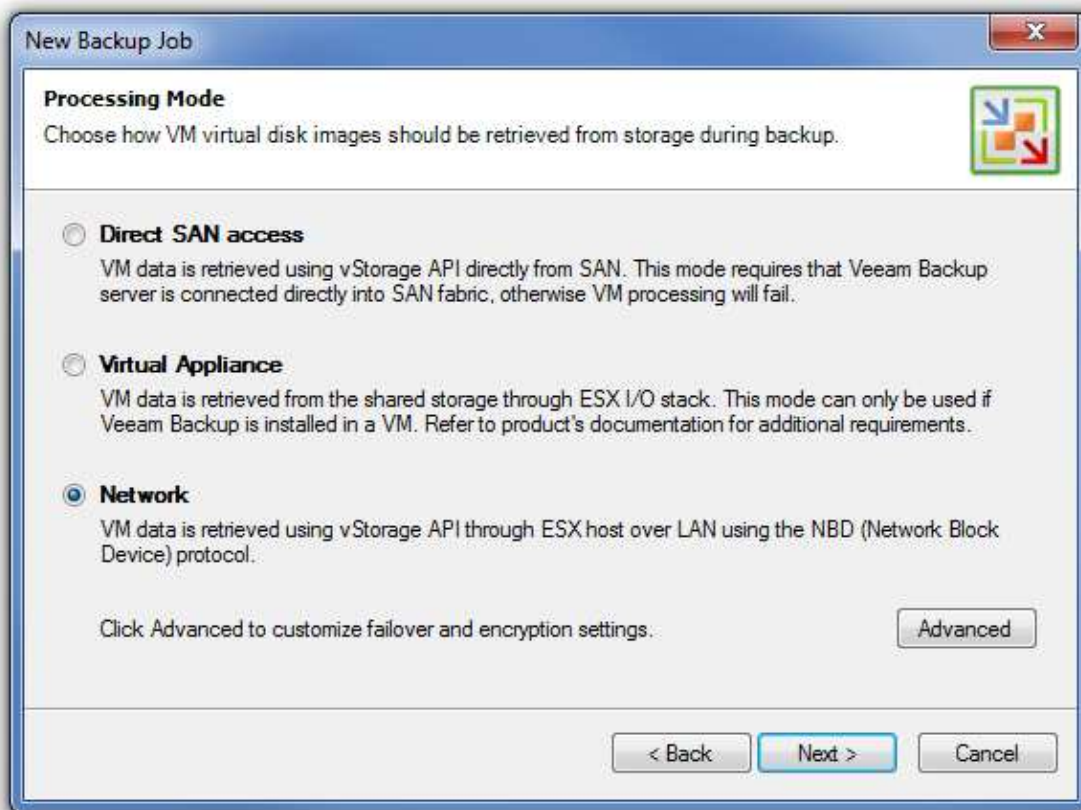 New Backup Job
Processing Mode
Choose how VM virtual disk images should be retrieved from storage during backup.
Direct SAN access
VM data is retrieved using vStorage API directly from SAN. This mode requires that Veeam Backup
server is connected directly into SAN fabric, otherwise VM processing will fail.
Virtual Appliance
VM data is retrieved from the shared storage through ESX I/O stack. This mode can only be used if
Veeam Backup is installed in a VM. Refer to product's documentation for additional requirements.
Network
VM data is retrieved using vStorage API through ESX host over LAN using the NBD (Network Block
Device) protocol.
Click Advanced to customize failover and encryption settings.
Advanced
< Back
Next >
Cancel